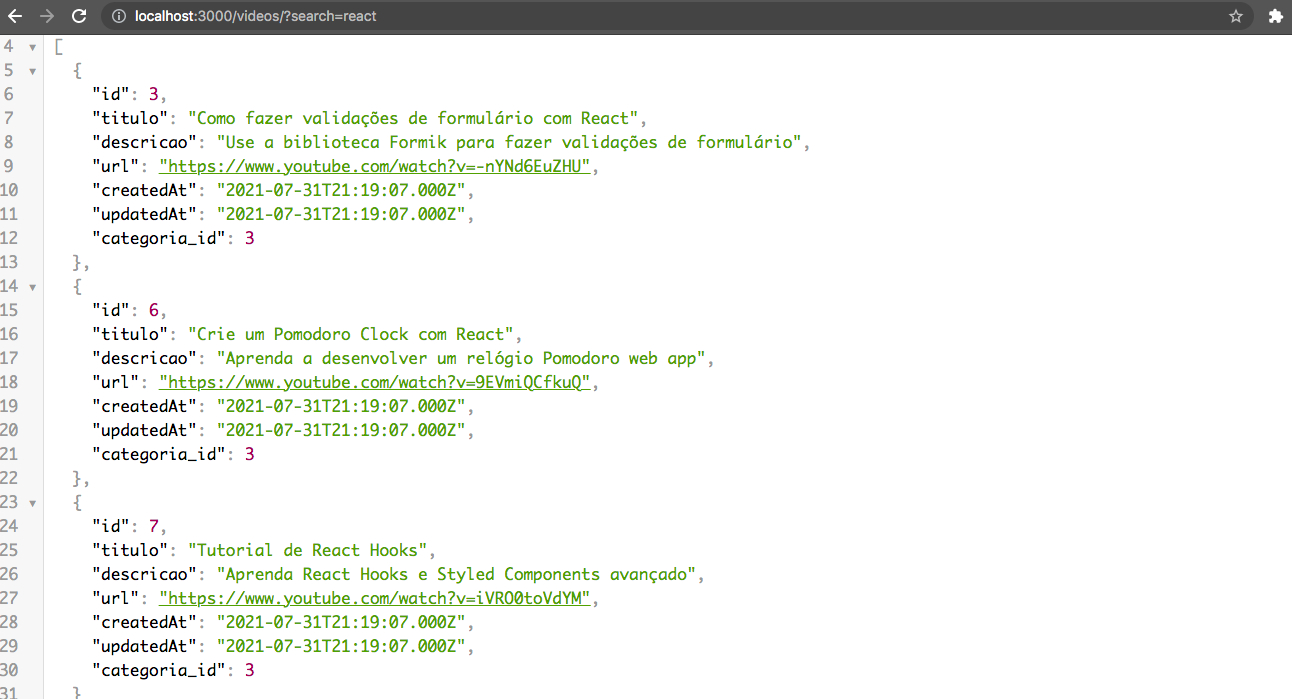 localhost:3000/videos/?search=react
4 [
5 {
6 "id": 3,
7 "titulo": "Como fazer validações de formulário com React",
8 "descricao": "Use a biblioteca Formik para fazer validações de formulário",
9 "url": "https://www.youtube.com/watch?v=-nYNd6EuZHU",
10 "createdAt": "2021-07-31T21:19:07.000Z",
11 "updatedAt": "2021-07-31T21:19:07.000Z",
12 "categoria_id": 3
13 },
14 {
15 "id": 6,
16 "titulo": "Crie um Pomodoro Clock com React",
17 "descricao": "Aprenda a desenvolver um relógio Pomodoro web app",
18 "url": "https://www.youtube.com/watch?v=9EVmiQCfkuQ",
19 "createdAt": "2021-07-31T21:19:07.000Z",
20 "updatedAt": "2021-07-31T21:19:07.000Z",
21 "categoria_id": 3
22 },
23 {
24 "id": 7,
25 "titulo": "Tutorial de React Hooks",
26 "descricao": "Aprenda React Hooks e Styled Components avançado",
27 "url": "https://www.youtube.com/watch?v=iVRO0toVdYM",
28 "createdAt": "2021-07-31T21:19:07.000Z",
29 "updatedAt": "2021-07-31T21:19:07.000Z",
30 "categoria_id": 3
31 }